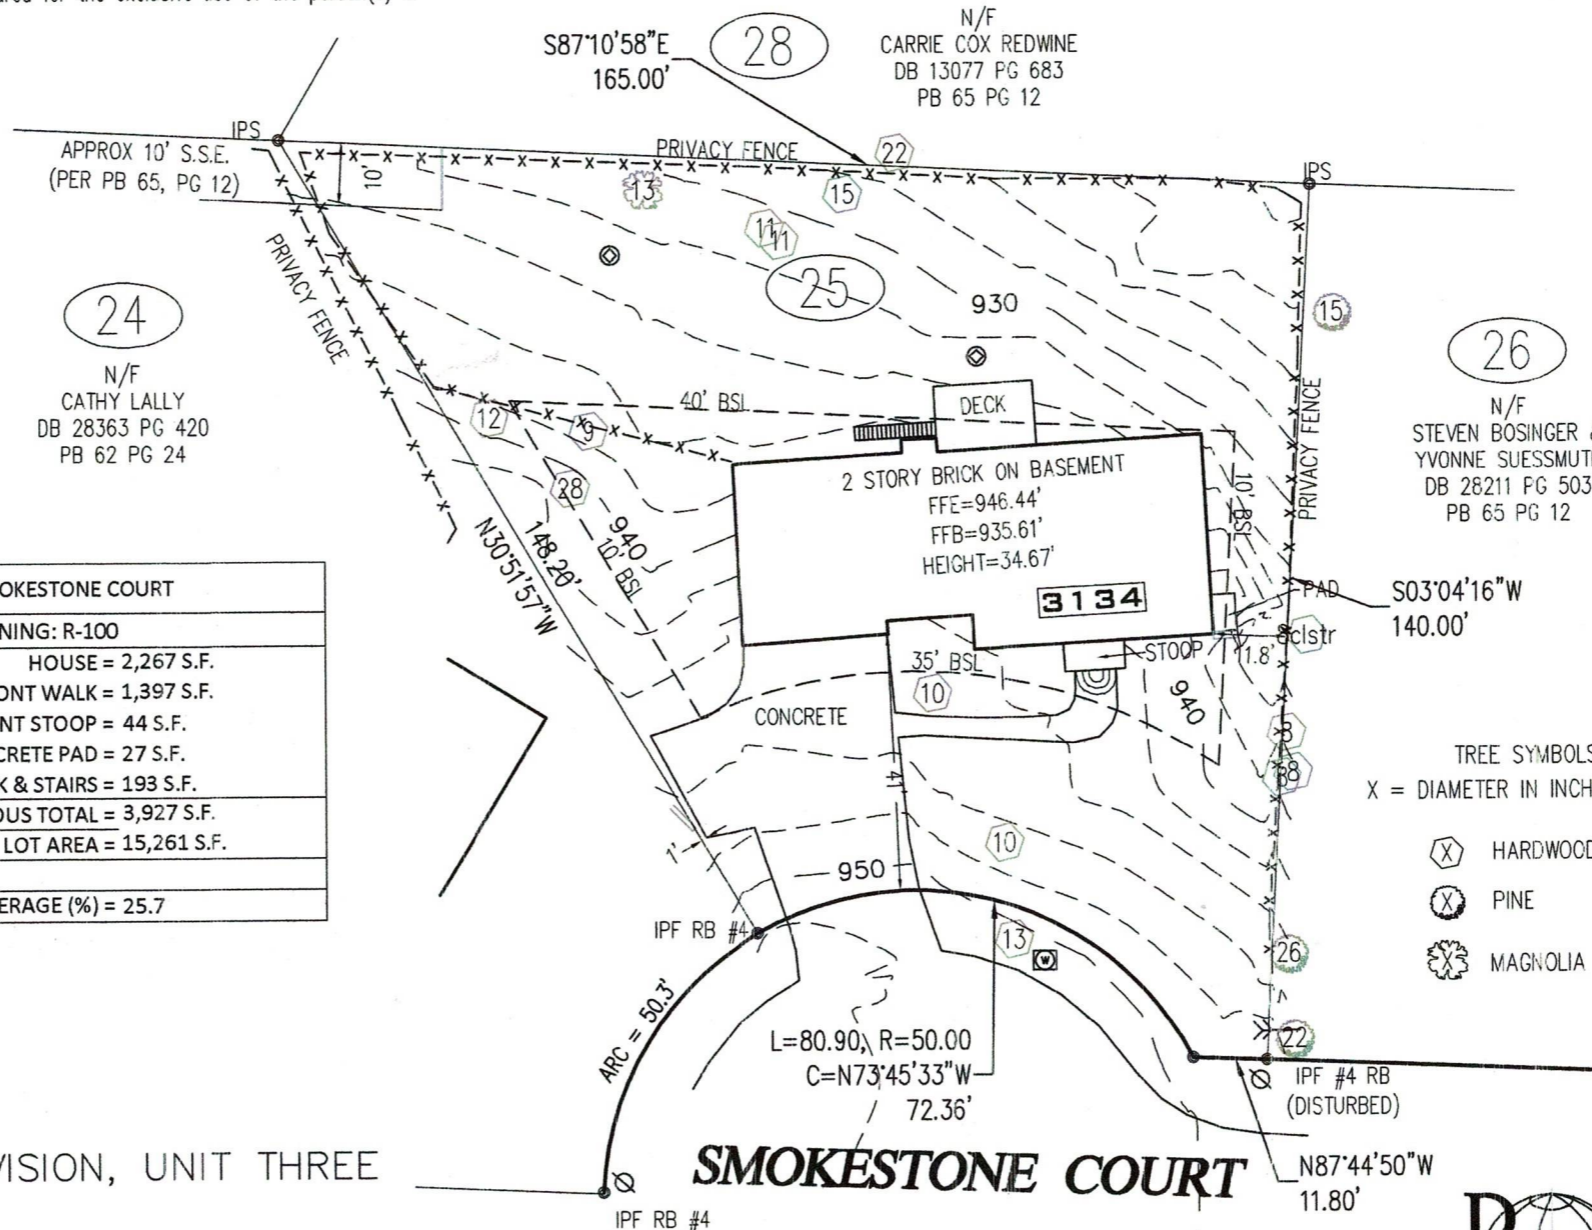 S87°10'58"E
165.00'
28
N/F
CARRIE COX REDWINE
DB 13077 PG 683
PB 65 PG 12
IPS
APPROX 10' S.S.E.
(PER PB 65, PG 12)
10'
PRIVACY FENCE
22
IPS
13
15
11
11
PRIVACY FENCE
25
930
15
24
N/F
CATHY LALLY
DB 28363 PG 420
PB 62 PG 24
26
N/F
STEVEN BOSINGER &
YVONNE SUESSMUTH
DB 28211 PG 503
PB 65 PG 12
PRIVACY FENCE
40' BSL
DECK
12
9
28
2 STORY BRICK ON BASEMENT
FFE=946.44'
FFB=935.61'
HEIGHT=34.67'
3134
10' BSL
940
10' BSL
148.20'
N30°51'57"W
PAD
S03°04'16"W
140.00'
clstr
1.8'
STOOP
35' BSL
10
940
CONCRETE
OKESTONE COURT
NING: R-100
HOUSE = 2,267 S.F.
ONT WALK = 1,397 S.F.
NT STOOP = 44 S.F.
CRETE PAD = 27 S.F.
K & STAIRS = 193 S.F.
OUS TOTAL = 3,927 S.F.
LOT AREA = 15,261 S.F.
ERAGE (%) = 25.7
41'
8
8
TREE SYMBOLS
X = DIAMETER IN INCH
X HARDWOOD
X PINE
X MAGNOLIA
1'
10
950
IPF RB #4
13
W
26
22
ARC = 50.3'
L=80.90, R=50.00
C=N73°45'33"W
72.36'
IPF #4 RB
(DISTURBED)
N87°44'50"W
11.80'
VISION, UNIT THREE
SMOKESTONE COURT
IPF RB #4